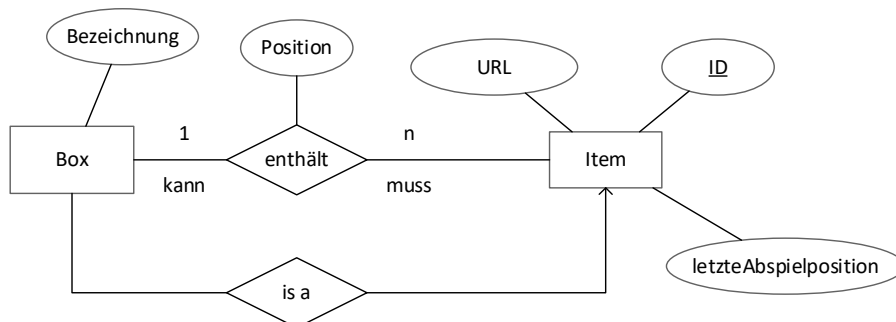 Bezeichnung
Position
URL
ID
Box
1
kann
enthält
n
muss
Item
is a
letzteAbspielposition